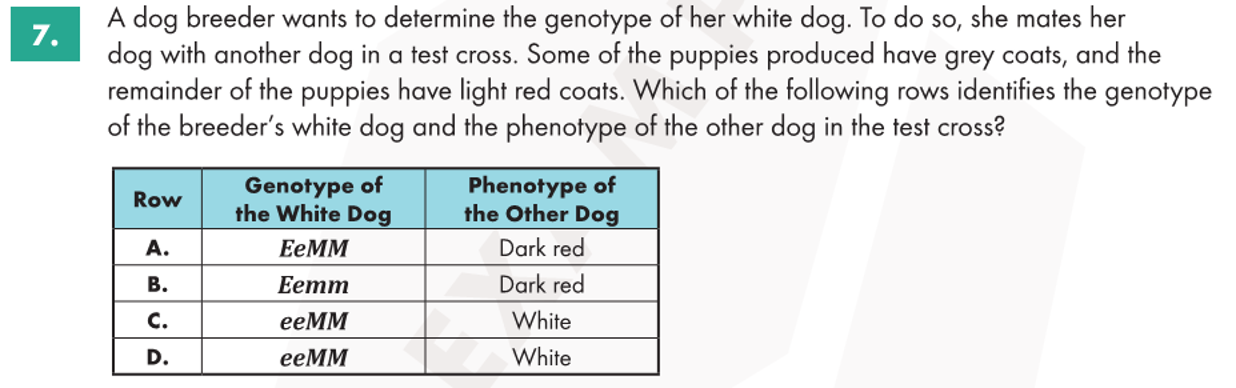 7.
A dog breeder wants to determine the genotype of her white dog. To do so, she mates her
dog with another dog in a test cross. Some of the puppies produced have grey coats, and the
remainder of the puppies have light red coats. Which of the following rows identifies the genotype
of the breeder's white dog and the phenotype of the other dog in the test cross?
Row Genotype of the White Dog Phenotype of the Other Dog
A. EeMM Dark red
B. Eemm Dark red
C. eeMM White
D. eeMM White